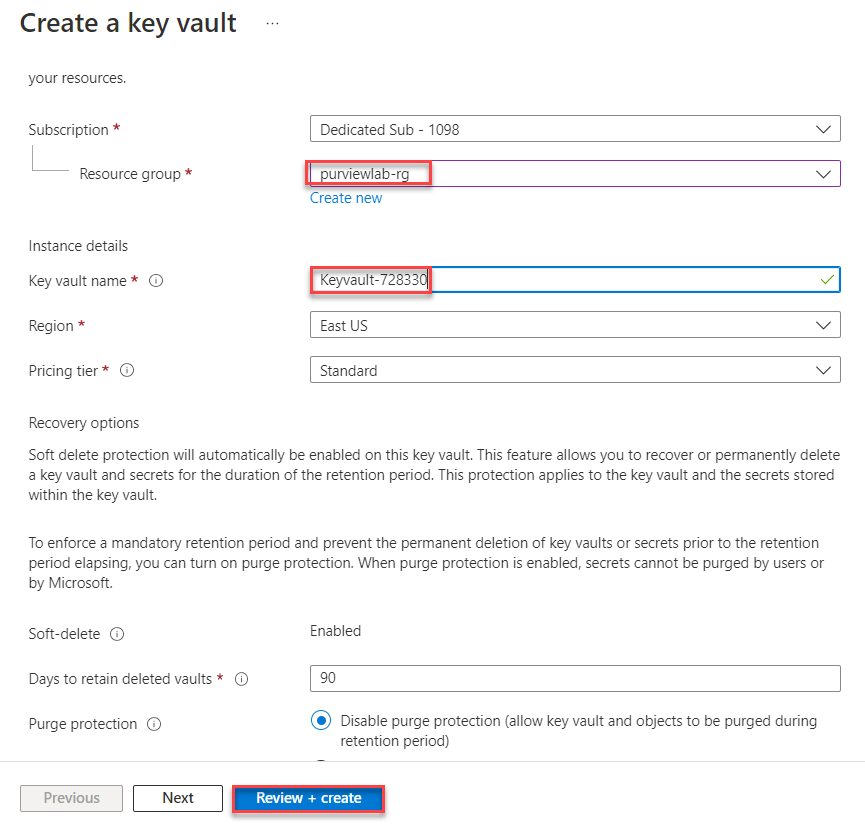 Create a key vault ...
your resources.
Subscription * Dedicated Sub - 1098
Resource group * purviewlab-rg
Create new
Instance details
Key vault name * Keyvault-728330
Region * East US
Pricing tier * Standard
Recovery options
Soft delete protection will automatically be enabled on this key vault. This feature allows you to recover or permanently delete
a key vault and secrets for the duration of the retention period. This protection applies to the key vault and the secrets stored
within the key vault.
To enforce a mandatory retention period and prevent the permanent deletion of key vaults or secrets prior to the retention
period elapsing, you can turn on purge protection. When purge protection is enabled, secrets cannot be purged by users or
by Microsoft.
Soft-delete Enabled
Days to retain deleted vaults * 90
Purge protection Disable purge protection (allow key vault and objects to be purged during
retention period)
Previous Next Review + create